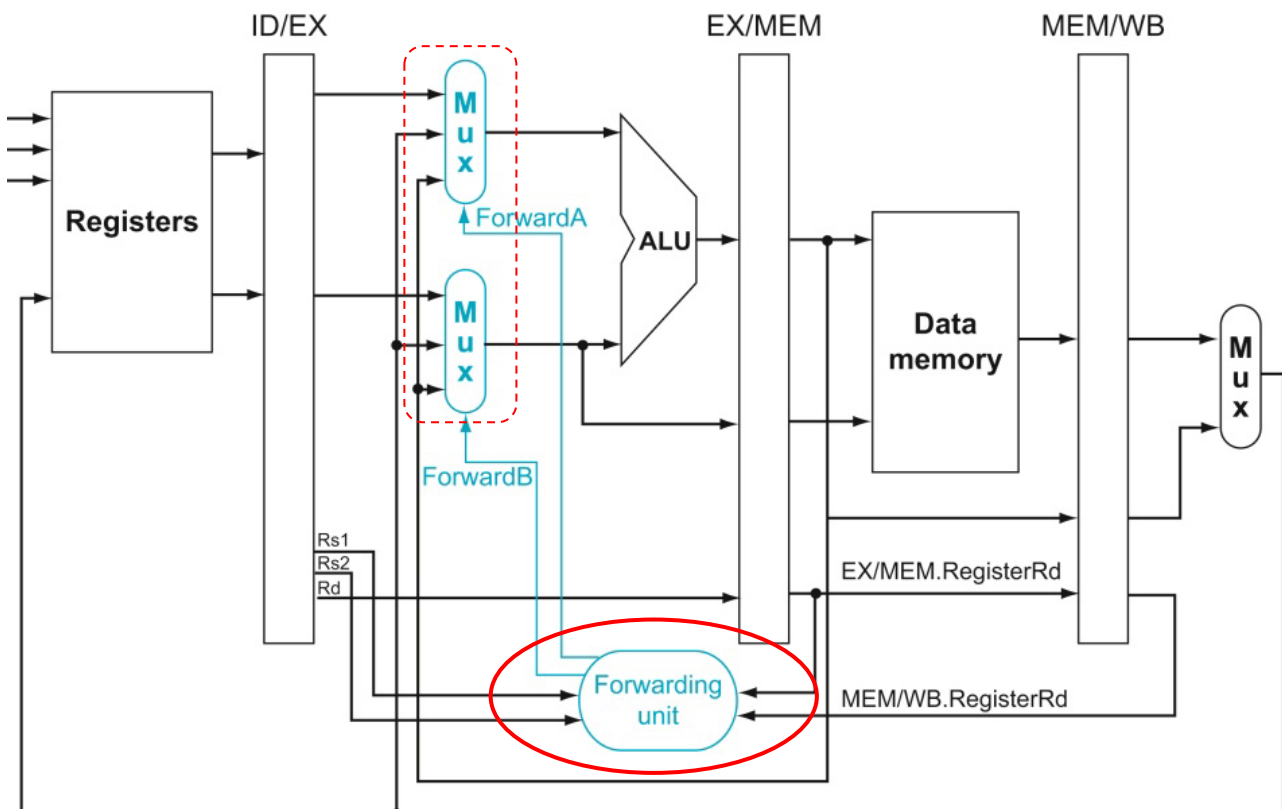 ID/EX
EX/MEM
MEM/WB
Registers
M
u
x
ForwardA
M
u
x
ForwardB
ALU
Data
memory
M
u
x
Rs1
Rs2
Rd
EX/MEM.RegisterRd
Forwarding
unit
MEM/WB.RegisterRd